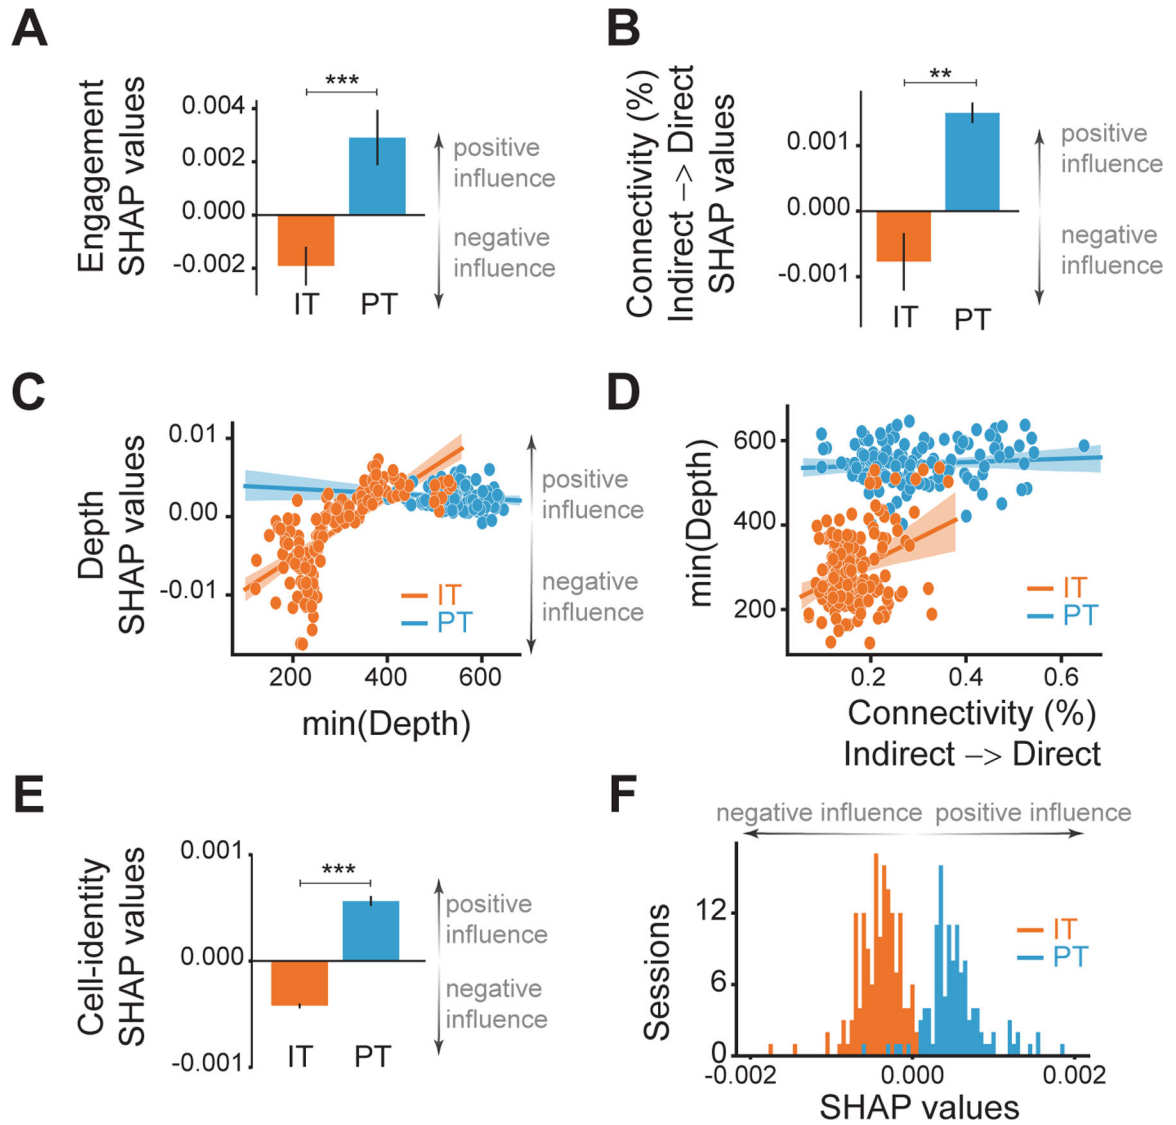 A
Engagement
SHAP values
0.004
0.002
0.000
-0.002
***
IT
PT
positive
influence
negative
influence
B
Connectivity (%)
Indirect –> Direct
SHAP values
0.001
0.000
-0.001
**
IT
PT
positive
influence
negative
influence
C
Depth
SHAP values
0.01
0.00
-0.01
200
400
600
min(Depth)
IT
PT
positive
influence
negative
influence
D
min(Depth)
600
400
200
0.2
0.4
0.6
Connectivity (%)
Indirect –> Direct
IT
PT
E
Cell-identity
SHAP values
0.001
0.000
-0.001
***
IT
PT
positive
influence
negative
influence
F
negative influence
positive influence
Sessions
12
6
0
-0.002
0.000
0.002
SHAP values
IT
PT